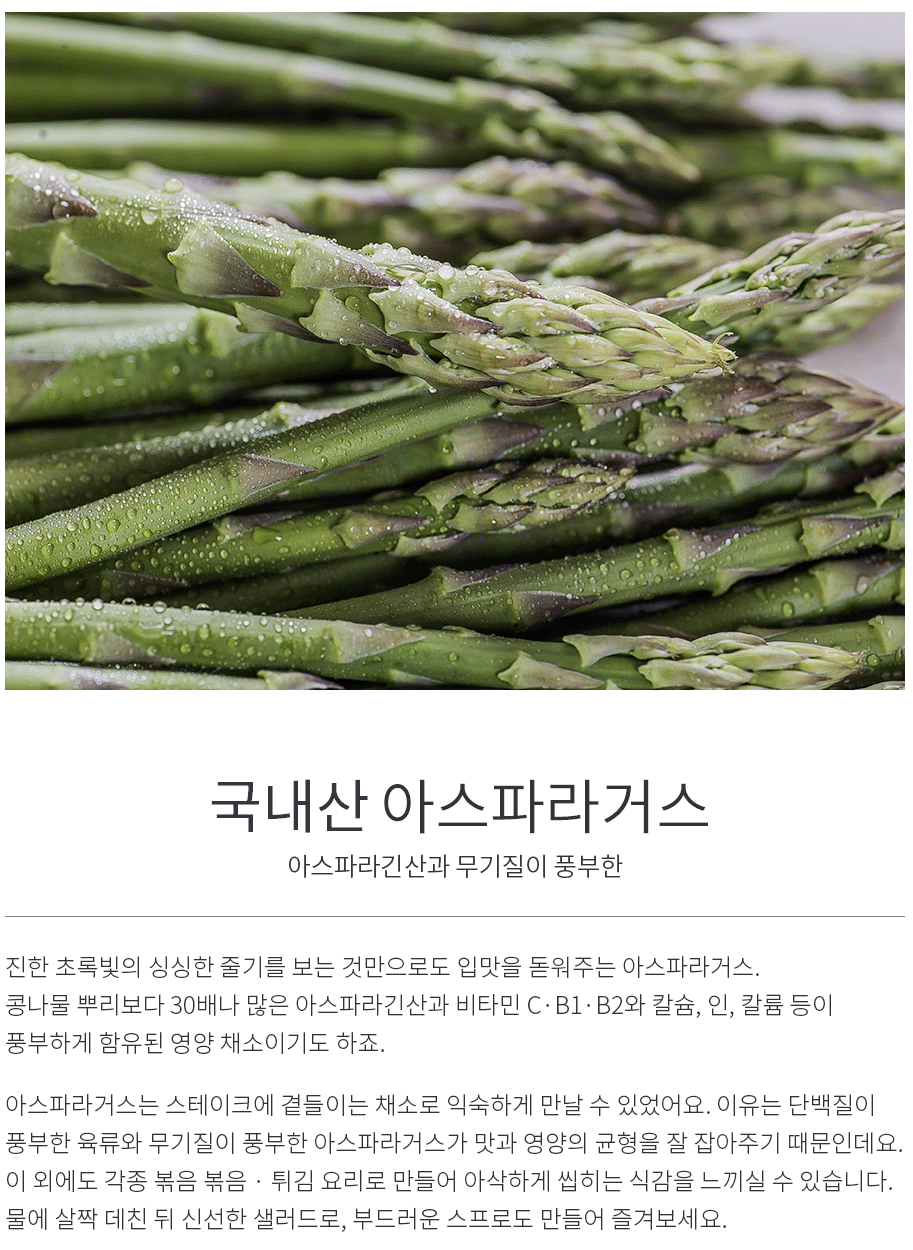 국내산 아스파라거스
아스파라긴산과 무기질이 풍부한
진한 초록빛의 싱싱한 줄기를 보는 것만으로도 입맛을 돋워주는 아스파라거스.
콩나물 뿌리보다 30배나 많은 아스파라긴산과 비타민 C·B1·B2와 칼슘, 인, 칼륨 등이
풍부하게 함유된 영양 채소이기도 하죠.
아스파라거스는 스테이크에 곁들이는 채소로 익숙하게 만날 수 있었어요. 이유는 단백질이
풍부한 육류와 무기질이 풍부한 아스파라거스가 맛과 영양의 균형을 잘 잡아주기 때문인데요.
이 외에도 각종 볶음 볶음 · 튀김 요리로 만들어 아삭하게 씹히는 식감을 느끼실 수 있습니다.
물에 살짝 데친 뒤 신선한 샐러드로, 부드러운 스프로도 만들어 즐겨보세요.